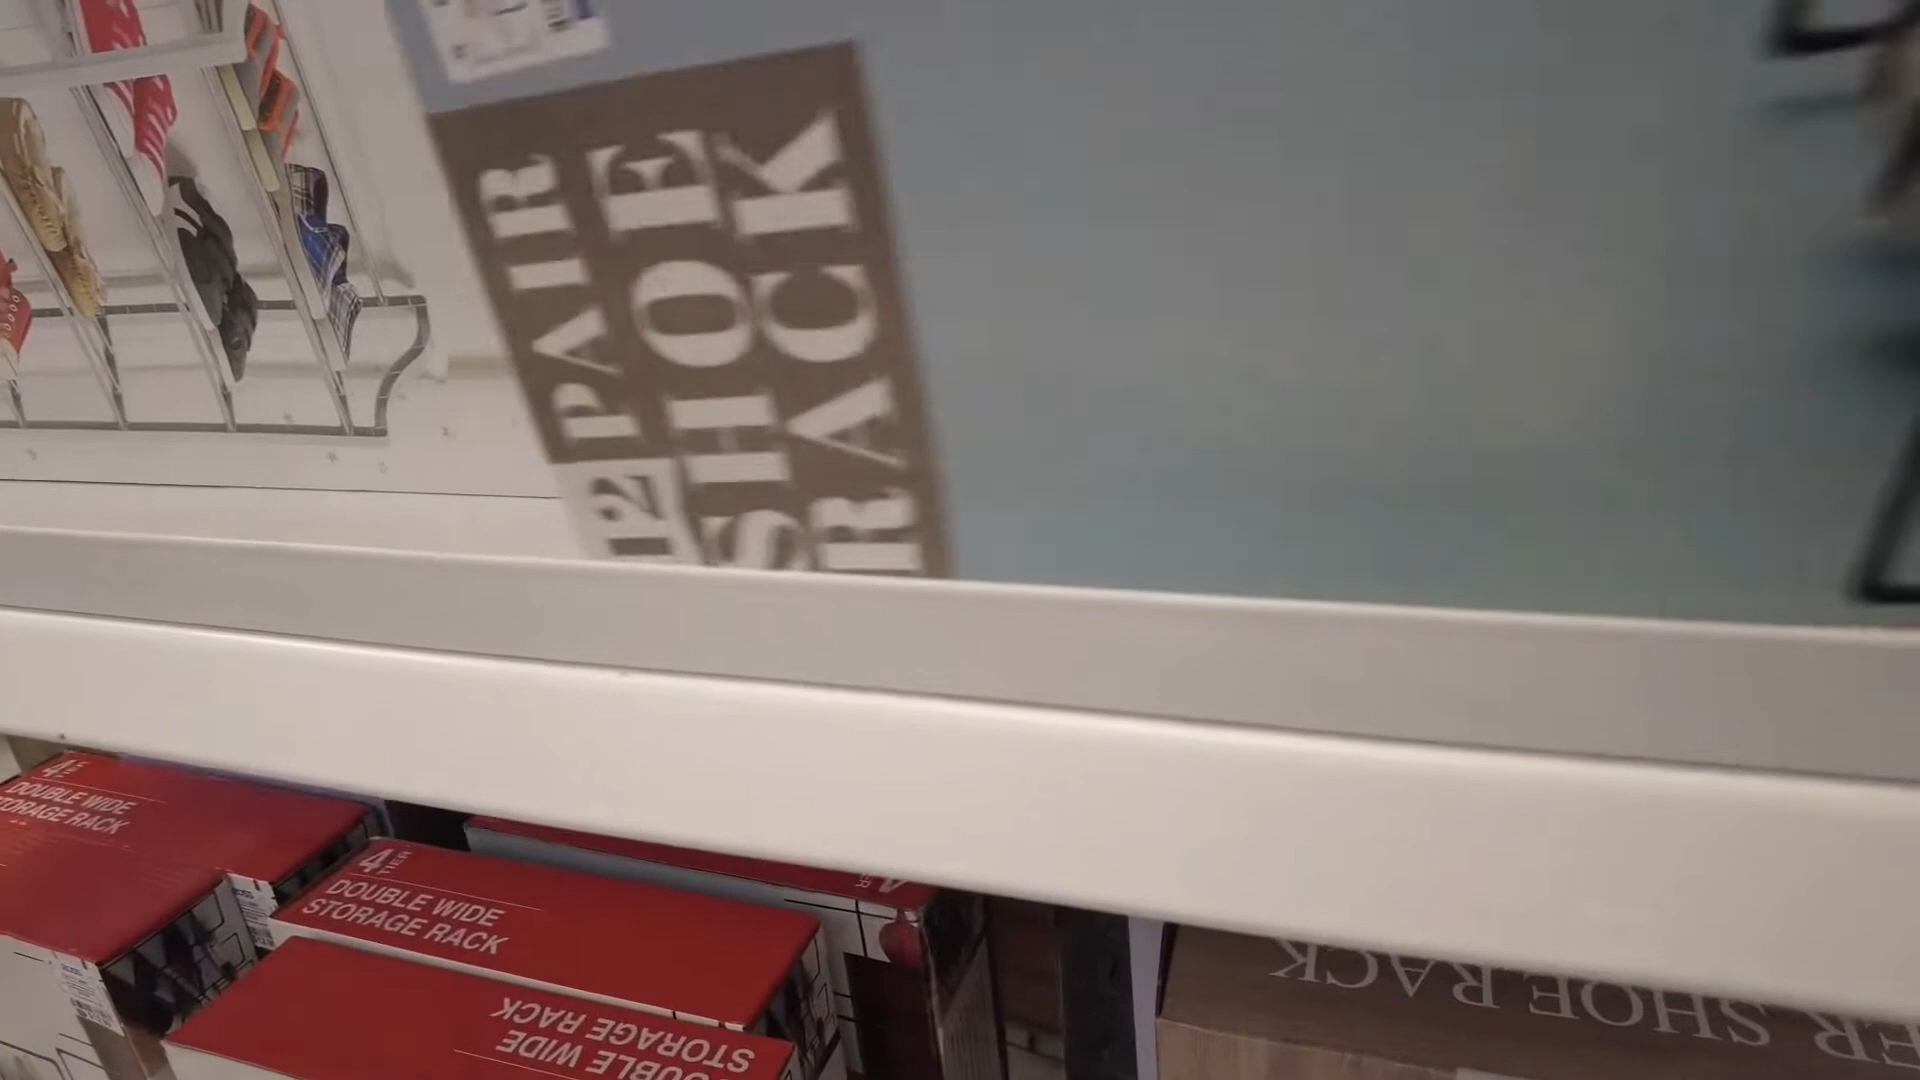 12 PAIR
SHOE
RACK
4 TIER
DOUBLE WIDE
STORAGE RACK
4 TIER
DOUBLE WIDE
STORAGE RACK
4
DOUBLE WIDE
STORAGE RACK
SHOE RACK